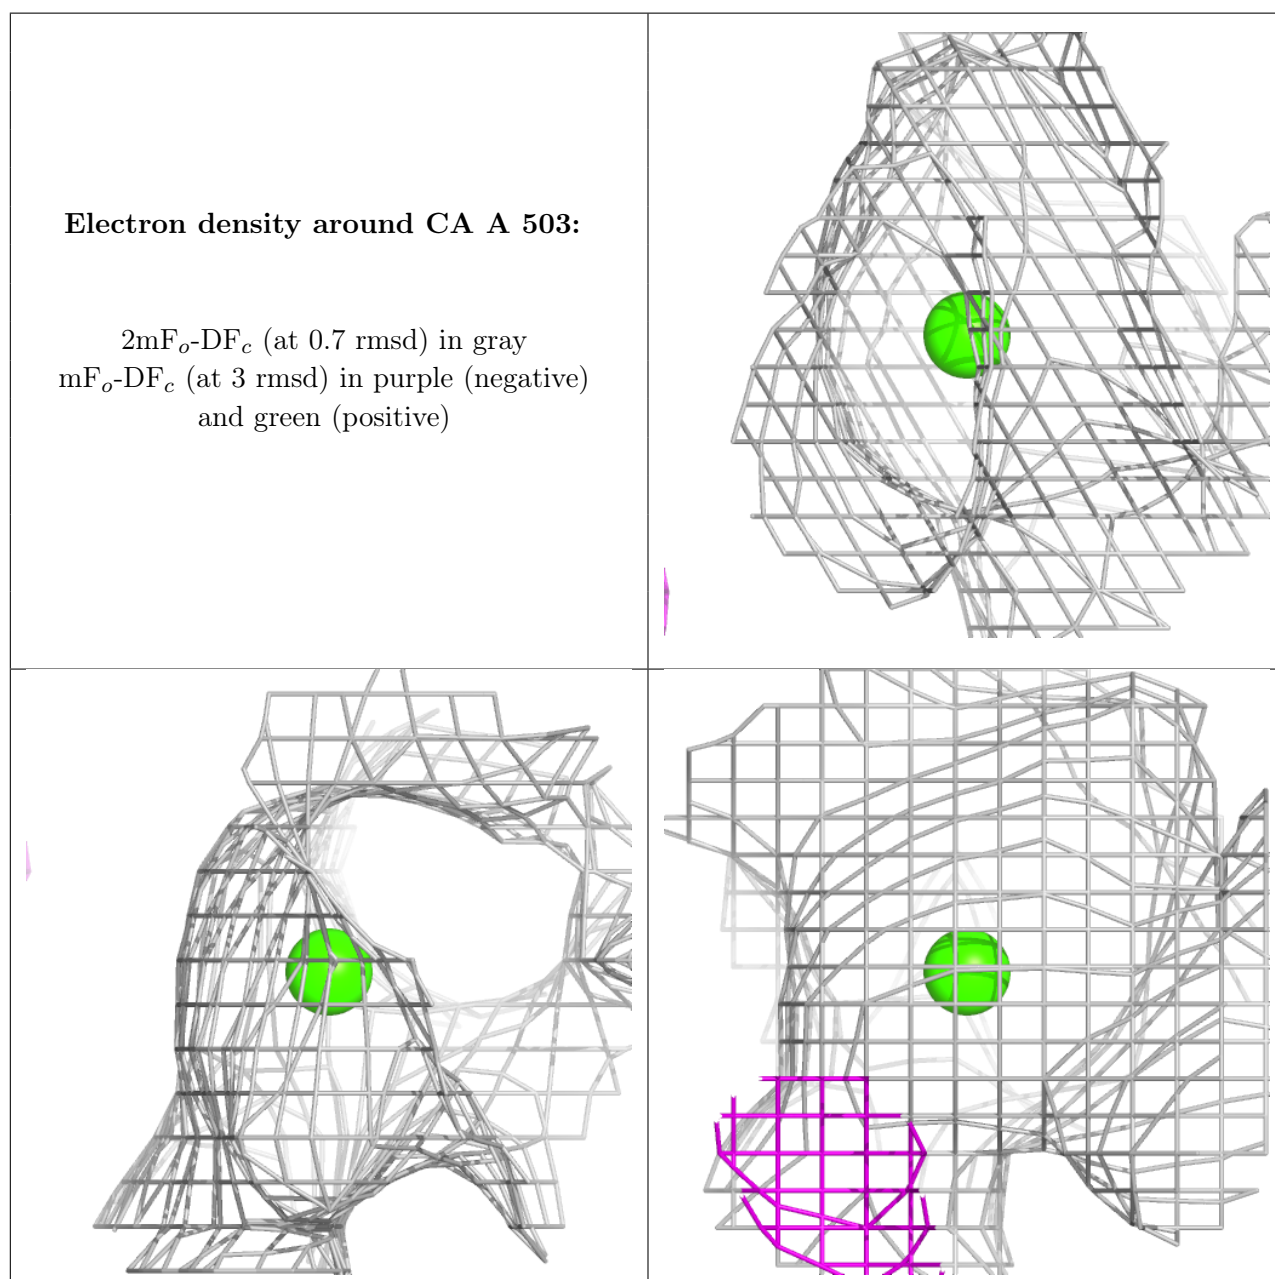 Electron density around CA A 503:
2mFo-DFc (at 0.7 rmsd) in gray
mFo-DFc (at 3 rmsd) in purple (negative)
and green (positive)